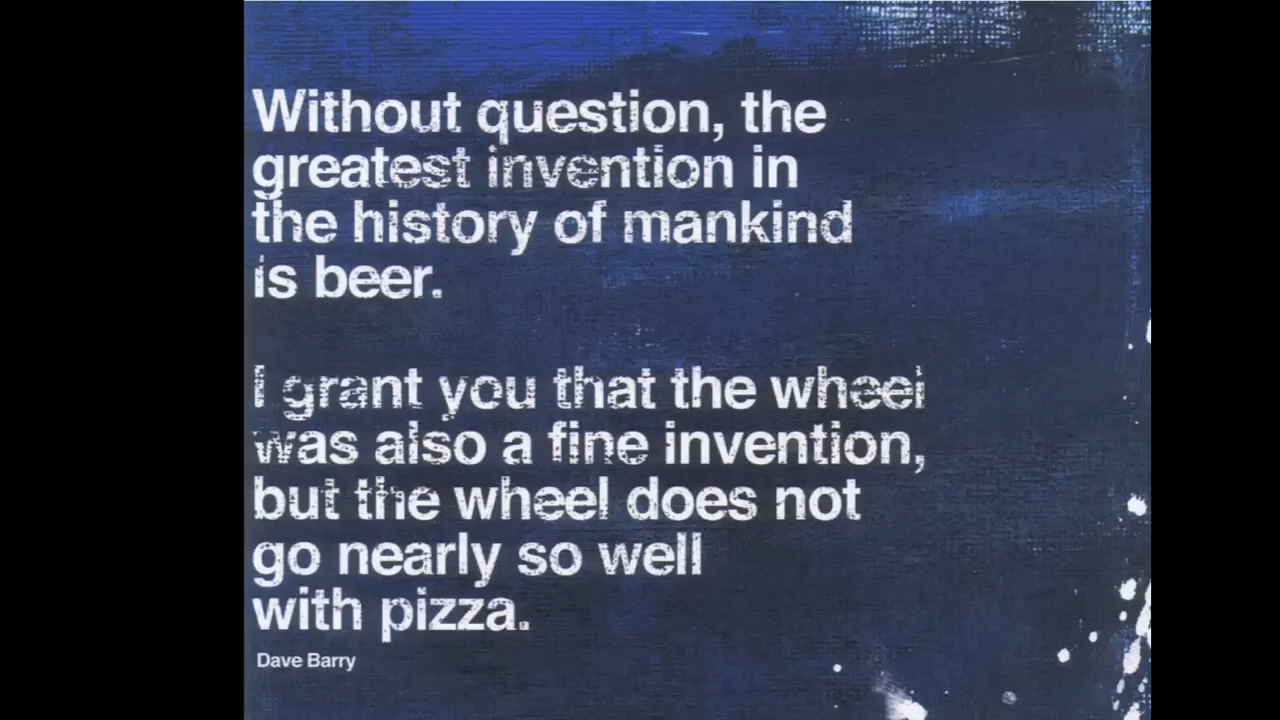 Without question, the
greatest invention in
the history of mankind
is beer.
I grant you that the wheel
was also a fine invention,
but the wheel does not
go nearly so well
with pizza.
Dave Barry